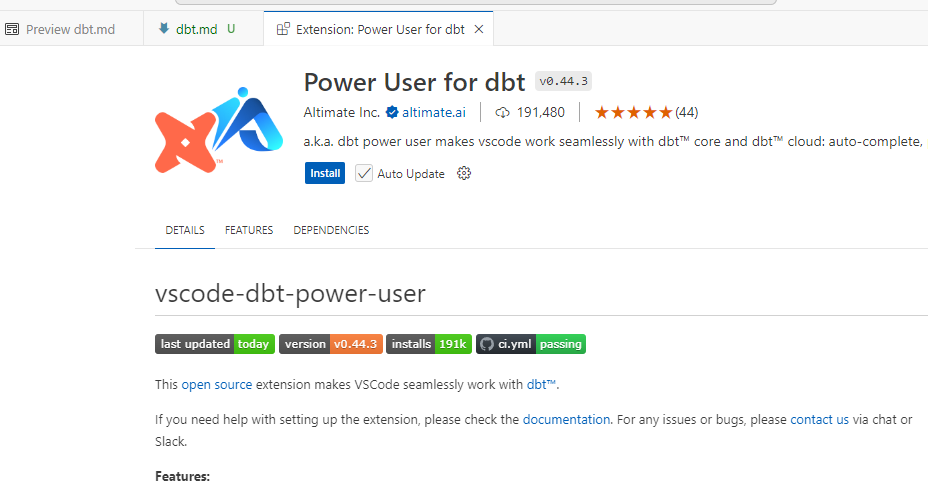 Preview dbt.md
dbt.md U
Extension: Power User for dbt
Power User for dbt v0.44.3
Altimate Inc. altimate.ai 191,480 (44)
a.k.a. dbt power user makes vscode work seamlessly with dbt™ core and dbt™ cloud: auto-complete,
Install Auto Update
DETAILS FEATURES DEPENDENCIES
vscode-dbt-power-user
last updated today version v0.44.3 installs 191k ci.yml passing
This open source extension makes VSCode seamlessly work with dbt™.
If you need help with setting up the extension, please check the documentation. For any issues or bugs, please contact us via chat or
Slack.
Features: